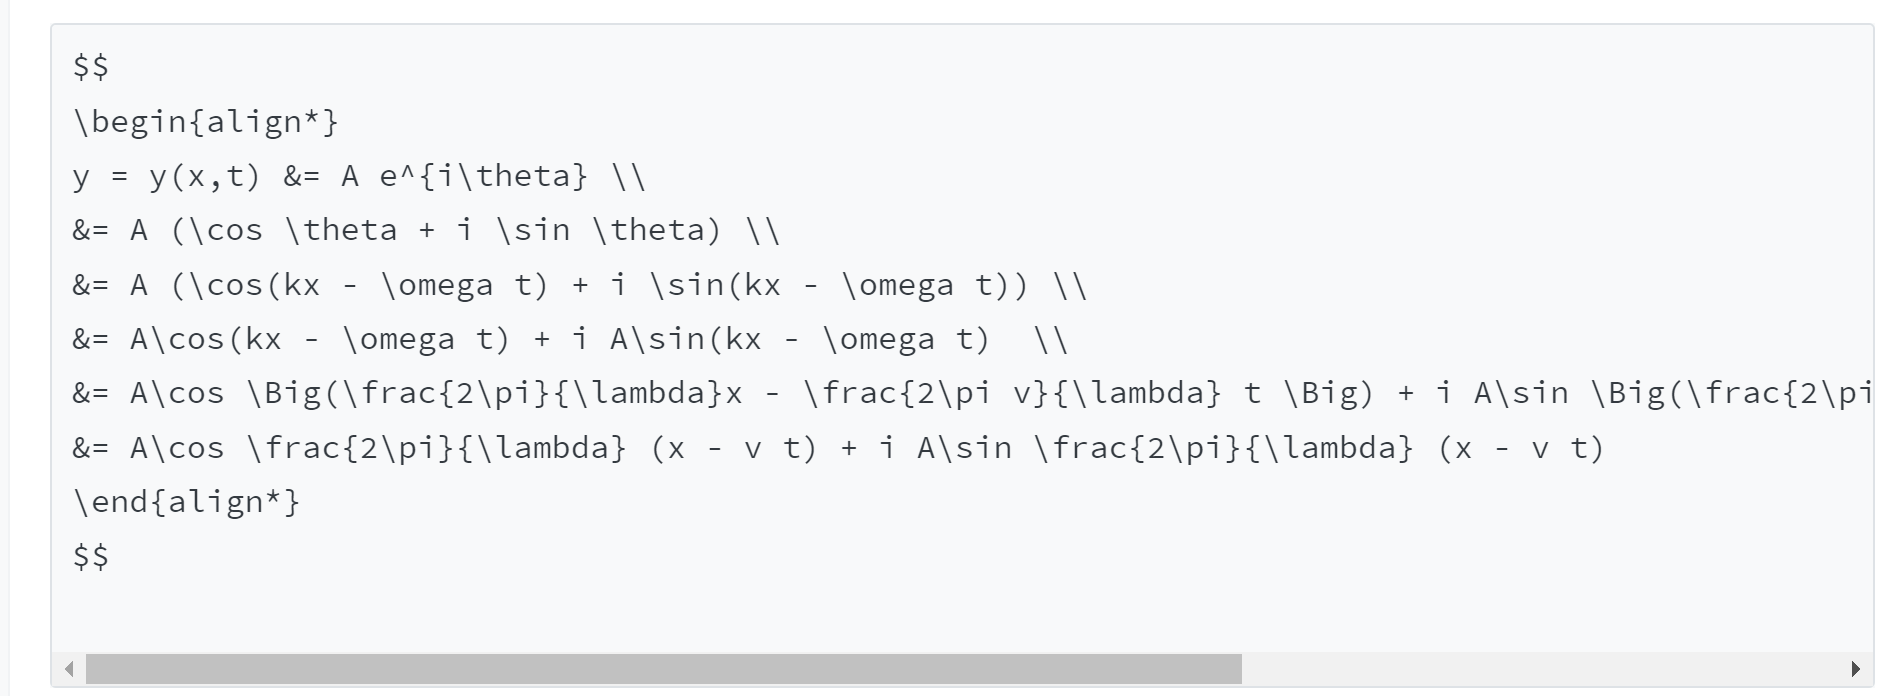 $$
\begin{align*}
y = y(x,t) &= A e^{i\theta} \\
&= A (\cos \theta + i \sin \theta) \\
&= A (\cos(kx - \omega t) + i \sin(kx - \omega t)) \\
&= A\cos(kx - \omega t) + i A\sin(kx - \omega t)  \\
&= A\cos \Big(\frac{2\pi}{\lambda}x - \frac{2\pi v}{\lambda} t \Big) + i A\sin \Big(\frac{2\pi
&= A\cos \frac{2\pi}{\lambda} (x - v t) + i A\sin \frac{2\pi}{\lambda} (x - v t)
\end{align*}
$$